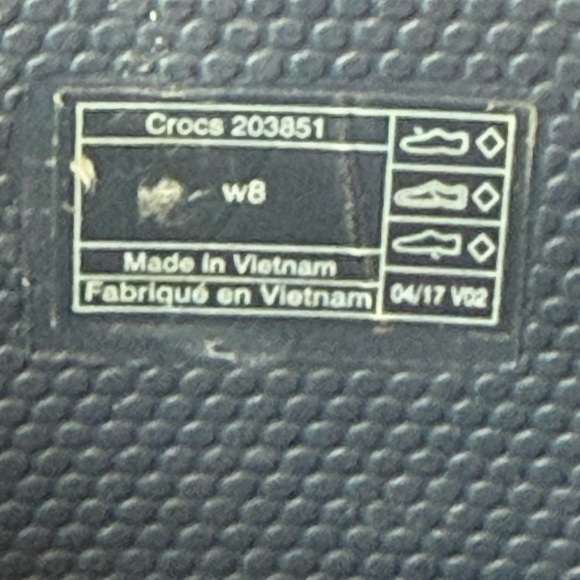 Crocs 203851
w8
Made in Vietnam
Fabriqué en Vietnam
04/17 V02